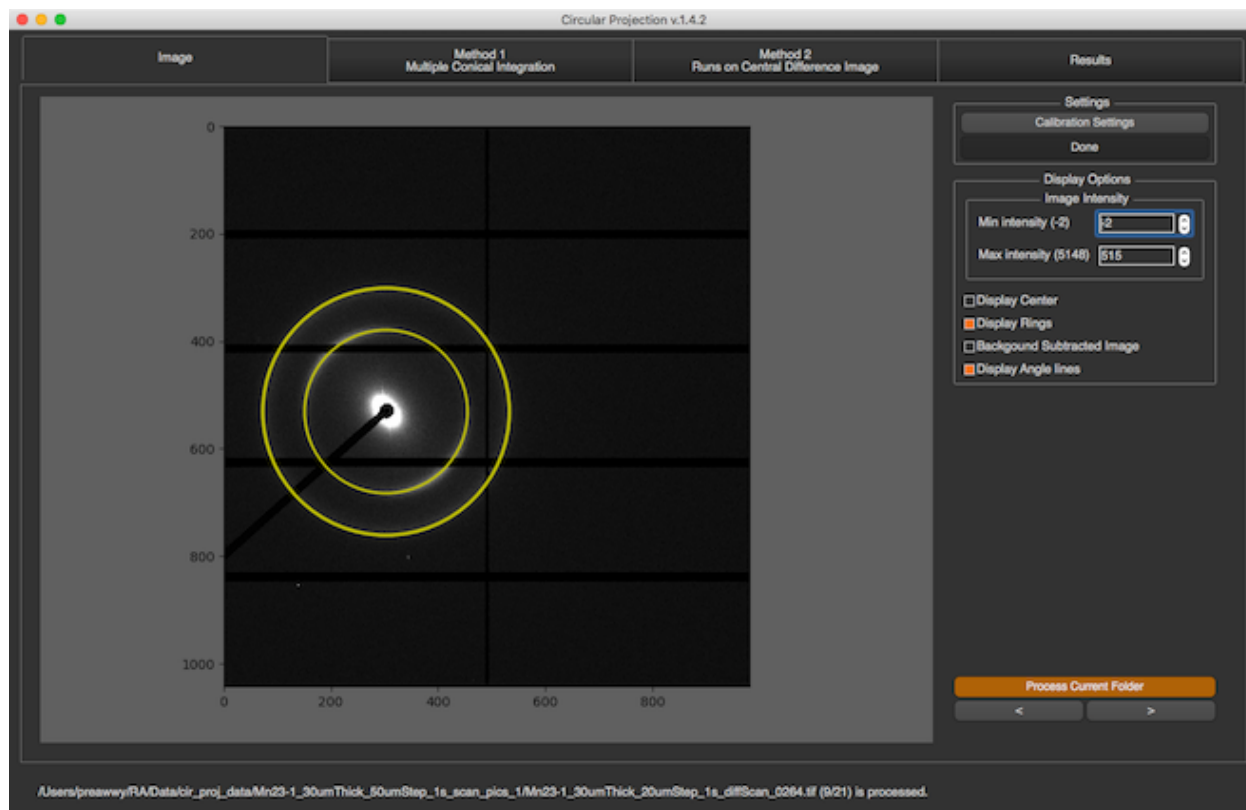 Circular Projection v.1.4.2
Image
Method 1
Multiple Conical Integration
Method 2
Runs on Central Difference Image
Results
Settings
Calibration Settings
Done
Display Options
Image Intensity
Min intensity (-2) -2
Max intensity (5148) 515
Display Center
Display Rings
Backgound Subtracted Image
Display Angle lines
0
200
400
600
800
1000
0 200 400 600 800
Process Current Folder
< >
/Users/preawwy/RA/Data/cir_proj_data/Mn23-1_30umThick_50umStep_1s_scan_pics_1/Mn23-1_30umThick_20umStep_1s_diffScan_0264.tif (9/21) is processed.